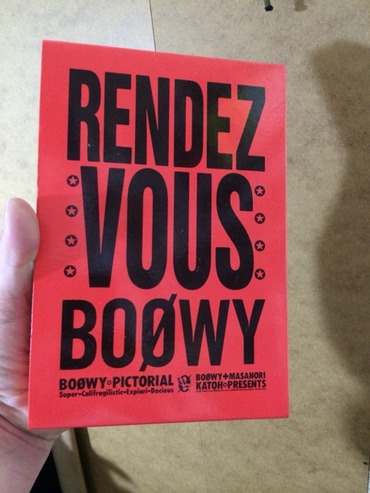 RENDEZ
VOUS
BOØWY
BOØWY◦PICTORIAL
Super◦Califragilistic◦Expiari◦Docious
BOØWY+MASANORI
KATOH◦PRESENTS